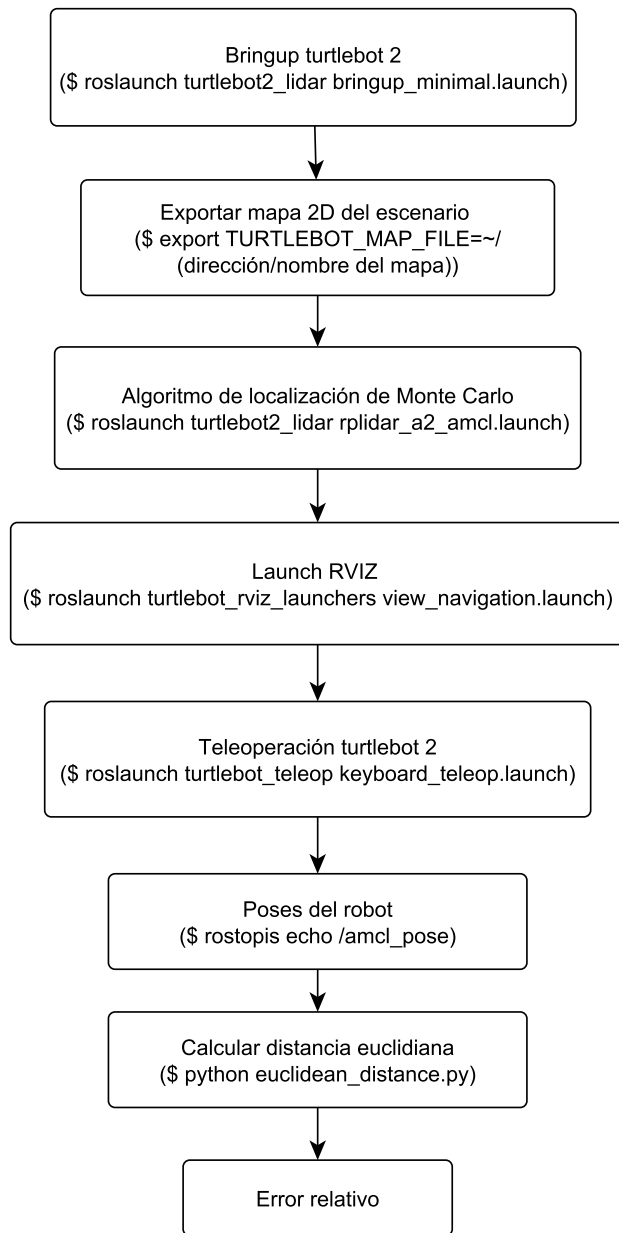 Bringup turtlebot 2
($ roslaunch turtlebot2_lidar bringup_minimal.launch)
Exportar mapa 2D del escenario
($ export TURTLEBOT_MAP_FILE=~/
(dirección/nombre del mapa))
Algoritmo de localización de Monte Carlo
($ roslaunch turtlebot2_lidar rplidar_a2_amcl.launch)
Launch RVIZ
($ roslaunch turtlebot_rviz_launchers view_navigation.launch)
Teleoperación turtlebot 2
($ roslaunch turtlebot_teleop keyboard_teleop.launch)
Poses del robot
($ rostopis echo /amcl_pose)
Calcular distancia euclidiana
($ python euclidean_distance.py)
Error relativo